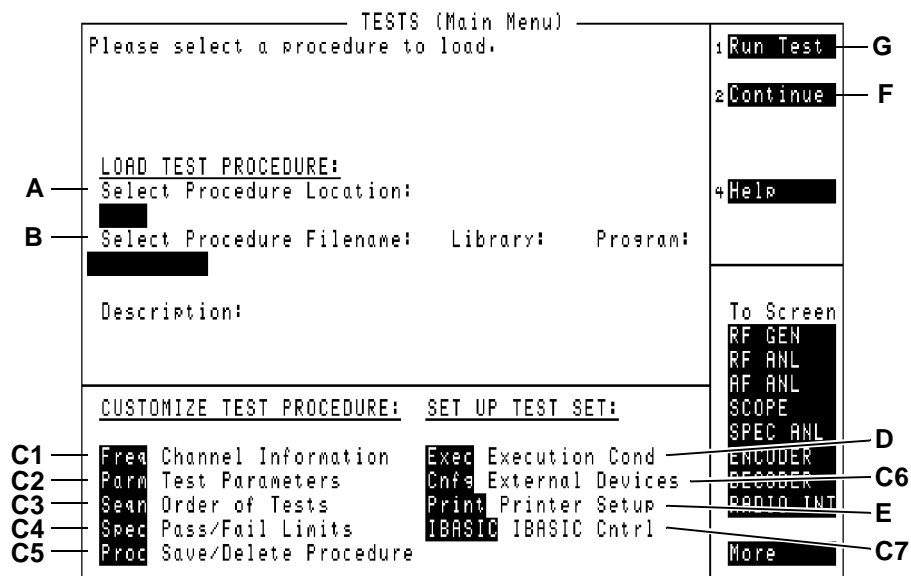 TESTS (Main Menu)
Please select a procedure to load.
LOAD TEST PROCEDURE:
A Select Procedure Location:
B Select Procedure Filename: Library: Program:
Description:
CUSTOMIZE TEST PROCEDURE:
C1 Freq Channel Information
C2 Parm Test Parameters
C3 Seqn Order of Tests
C4 Spec Pass/Fail Limits
C5 Proc Save/Delete Procedure
SET UP TEST SET:
Exec Execution Cond D
Cnfg External Devices C6
Print Printer Setup E
IBASIC IBASIC Cntrl C7
1 Run Test G
2 Continue F
4 Help
To Screen
RF GEN
RF ANL
AF ANL
SCOPE
SPEC ANL
ENCODER
DECODER
RADIO INT
More